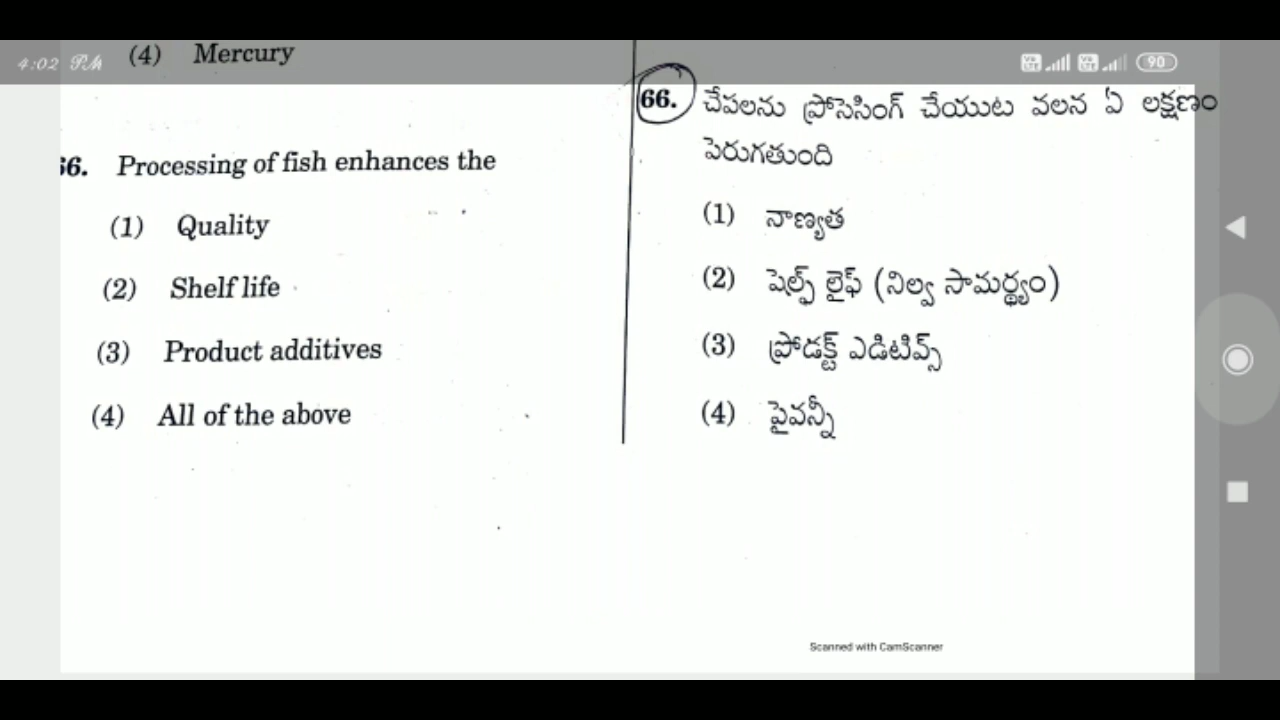 4:02 PM
90
(4) Mercury
66. Processing of fish enhances the
(1) Quality
(2) Shelf life
(3) Product additives
(4) All of the above
66. చేపలను ప్రోసెసింగ్ చేయుట వలన ఏ లక్షణం
పెరుగతుంది
(1) నాణ్యత
(2) షెల్ఫ్ లైఫ్ (నిల్వ సామర్థ్యం)
(3) ప్రోడక్ట్ ఎడిటివ్స్
(4) పైవన్నీ
Scanned with CamScanner